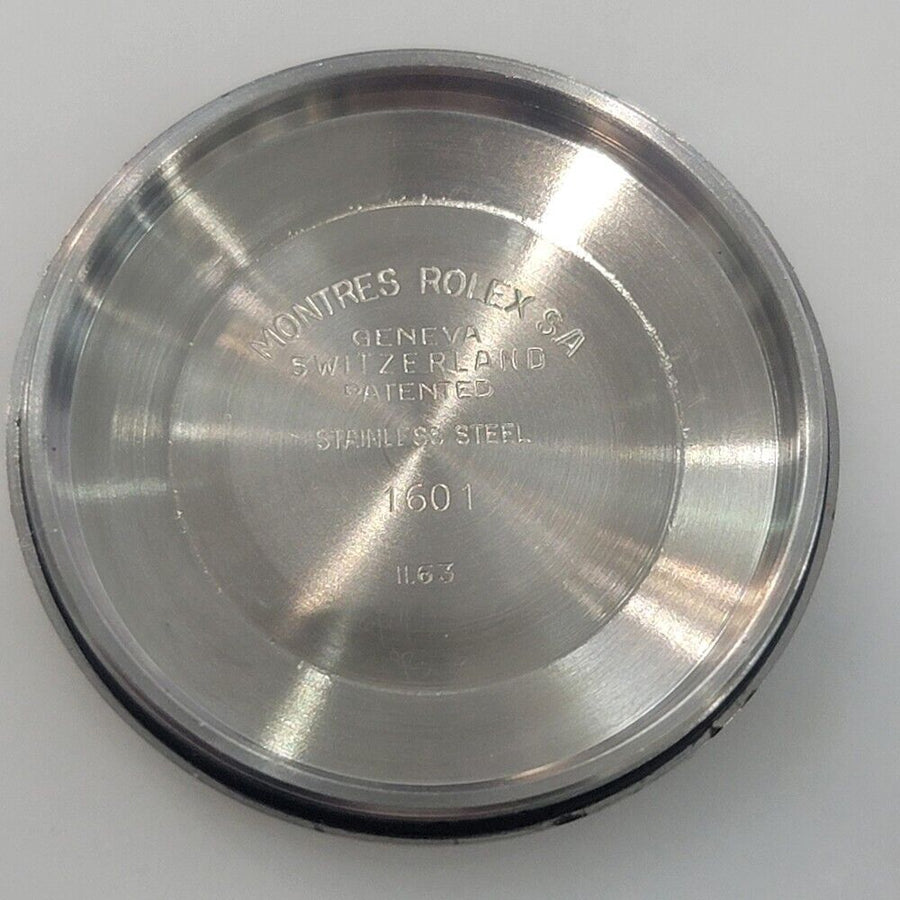 MONTRES ROLEX SA
GENEVA
SWITZERLAND
PATENTED
STAINLESS STEEL
1601
II.63